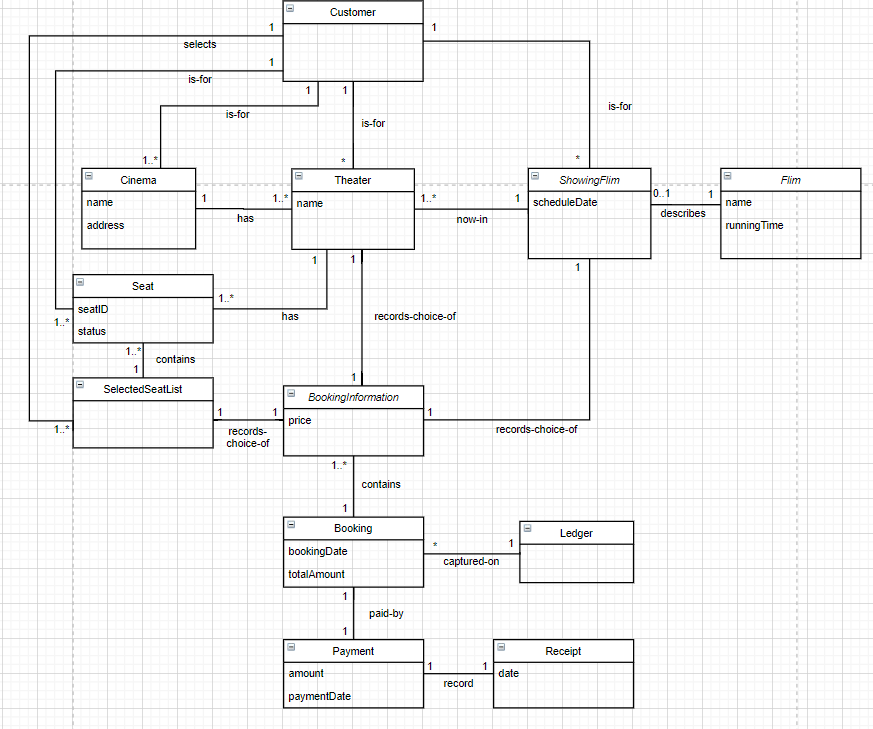 Customer
1
1
selects
1
is-for
1
1
is-for
is-for
is-for
1..*
*
*
Cinema
name
address
1
1..*
has
Theater
name
1..*
1
now-in
ShowingFlim
scheduleDate
0..1
1
describes
Flim
name
runningTime
1
1
1
Seat
seatID
status
1..*
has
1..*
records-choice-of
1..*
contains
1
1
SelectedSeatList
1..*
1
1
records-
choice-of
BookingInformation
price
1
records-choice-of
1..*
contains
1
Booking
bookingDate
totalAmount
*
1
captured-on
Ledger
1
paid-by
1
Payment
amount
paymentDate
1
1
record
Receipt
date